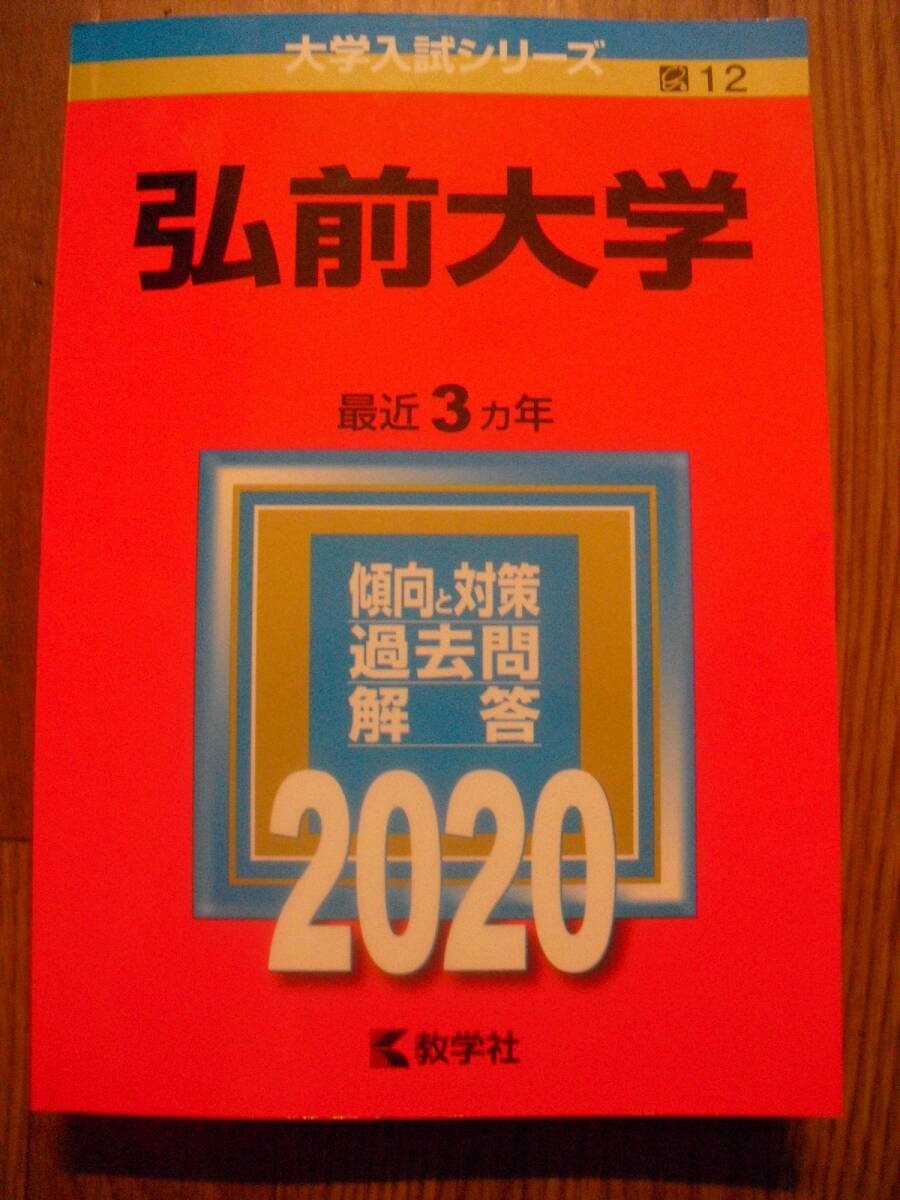 大学入試シリーズ
12
弘前大学
最近3ヵ年
傾向と対策
過去問
解答
2020
教学社